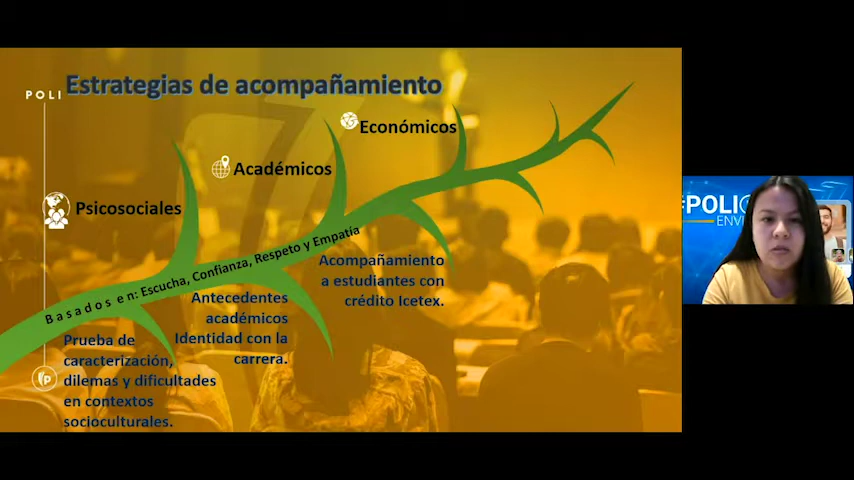 Estrategias de acompañamiento
POLI
Económicos
Académicos
Psicosociales
Basados en: Escucha, Confianza, Respeto y Empatía
Acompañamiento
a estudiantes con
crédito Icetex.
Antecedentes
académicos
Identidad con la
carrera.
Prueba de
caracterización,
dilemas y dificultades
en contextos
socioculturales.
#POLI@
ENV